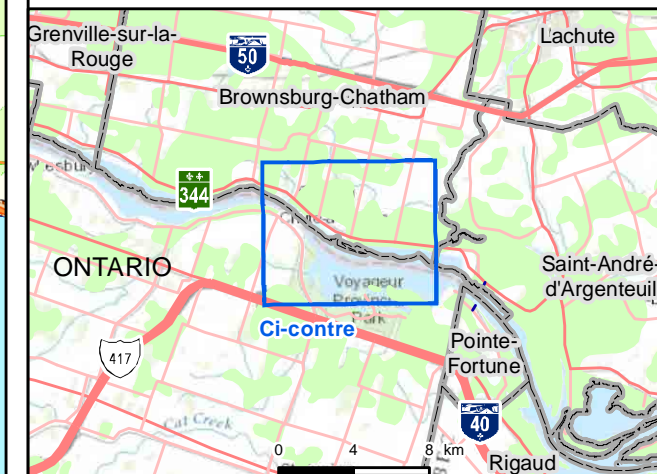 Grenville-sur-la-
Rouge
50
Lachute
Brownsburg-Chatham
344
ONTARIO
Voyageur
Park
Saint-André-
d'Argenteuil
Ci-contre
417
Pointe-
Fortune
Cat Creek
40
0 4 8 km
Rigaud